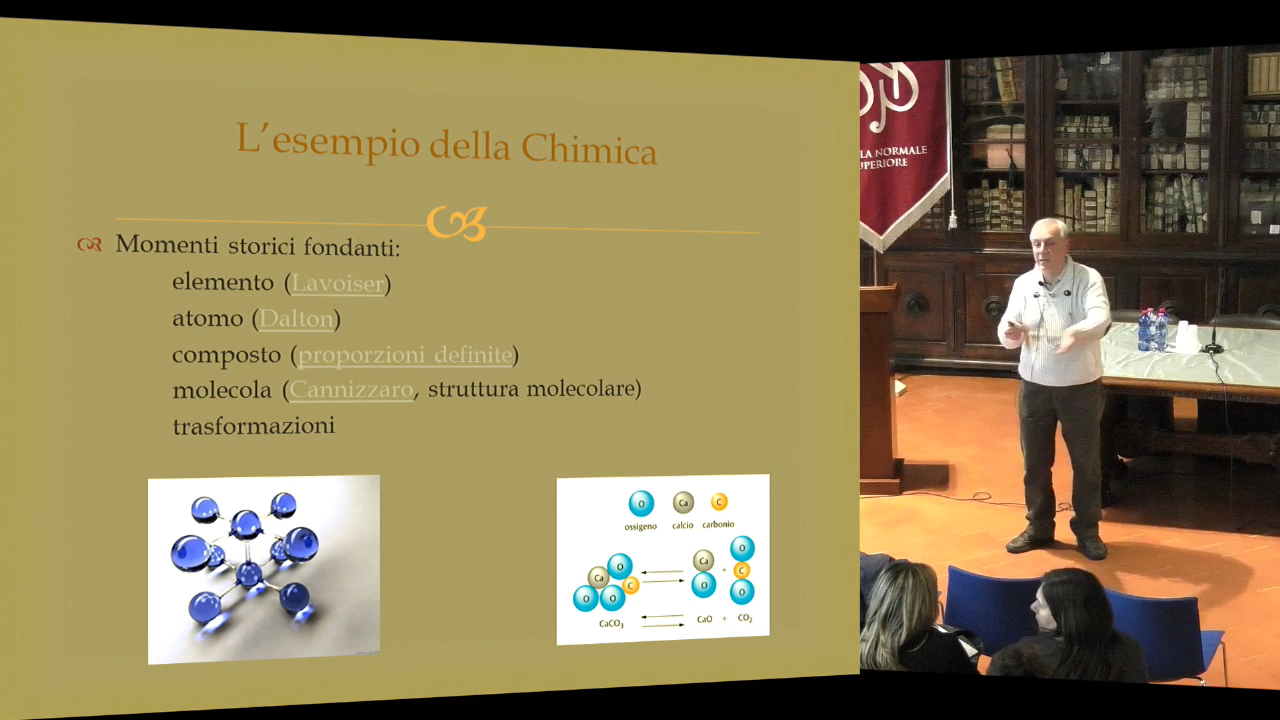 L'esempio della Chimica
Momenti storici fondanti:
elemento (Lavoiser)
atomo (Dalton)
composto (proporzioni definite)
molecola (Cannizzaro, struttura molecolare)
trasformazioni
O Ca C
ossigeno calcio carbonio
Ca O O O C
Ca O + O C O
CaCO₃ CaO + CO₂
LA NORMALE
PERIORE